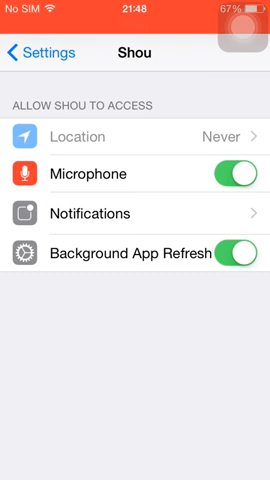 No SIM 21:48 67%
Settings Shou
ALLOW SHOU TO ACCESS
Location Never
Microphone
Notifications
Background App Refresh